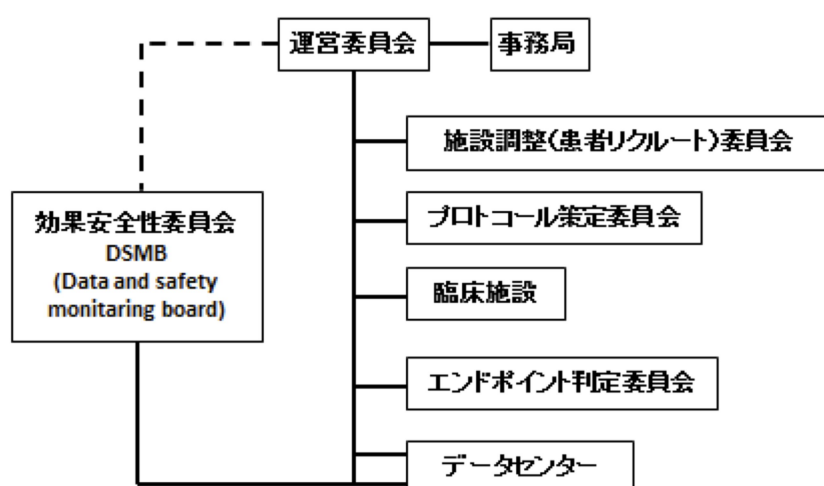 運営委員会
事務局
施設調整(患者リクルート)委員会
プロトコール策定委員会
効果安全性委員会
DSMB
(Data and safety
monitaring board)
臨床施設
エンドポイント判定委員会
データセンター